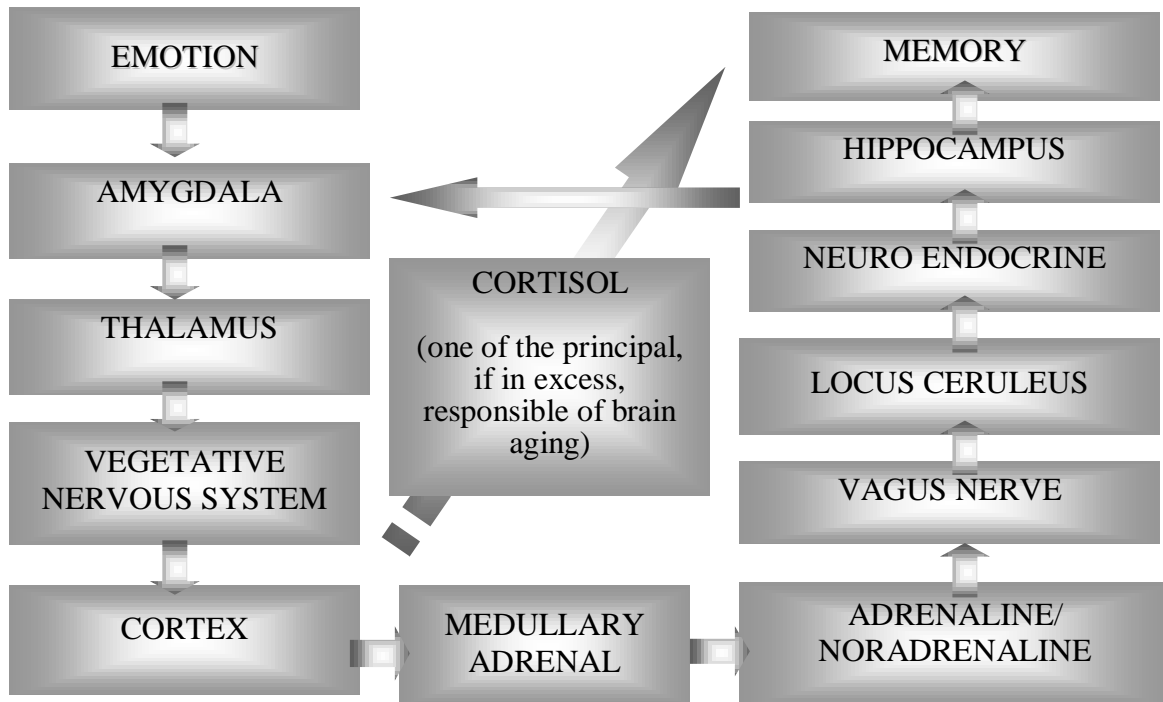 EMOTION
AMYGDALA
THALAMUS
VEGETATIVE
NERVOUS SYSTEM
CORTEX
MEDULLARY
ADRENAL
ADRENALINE/
NORADRENALINE
VAGUS NERVE
LOCUS CERULEUS
NEURO ENDOCRINE
HIPPOCAMPUS
MEMORY
CORTISOL
(one of the principal,
if in excess,
responsible of brain
aging)